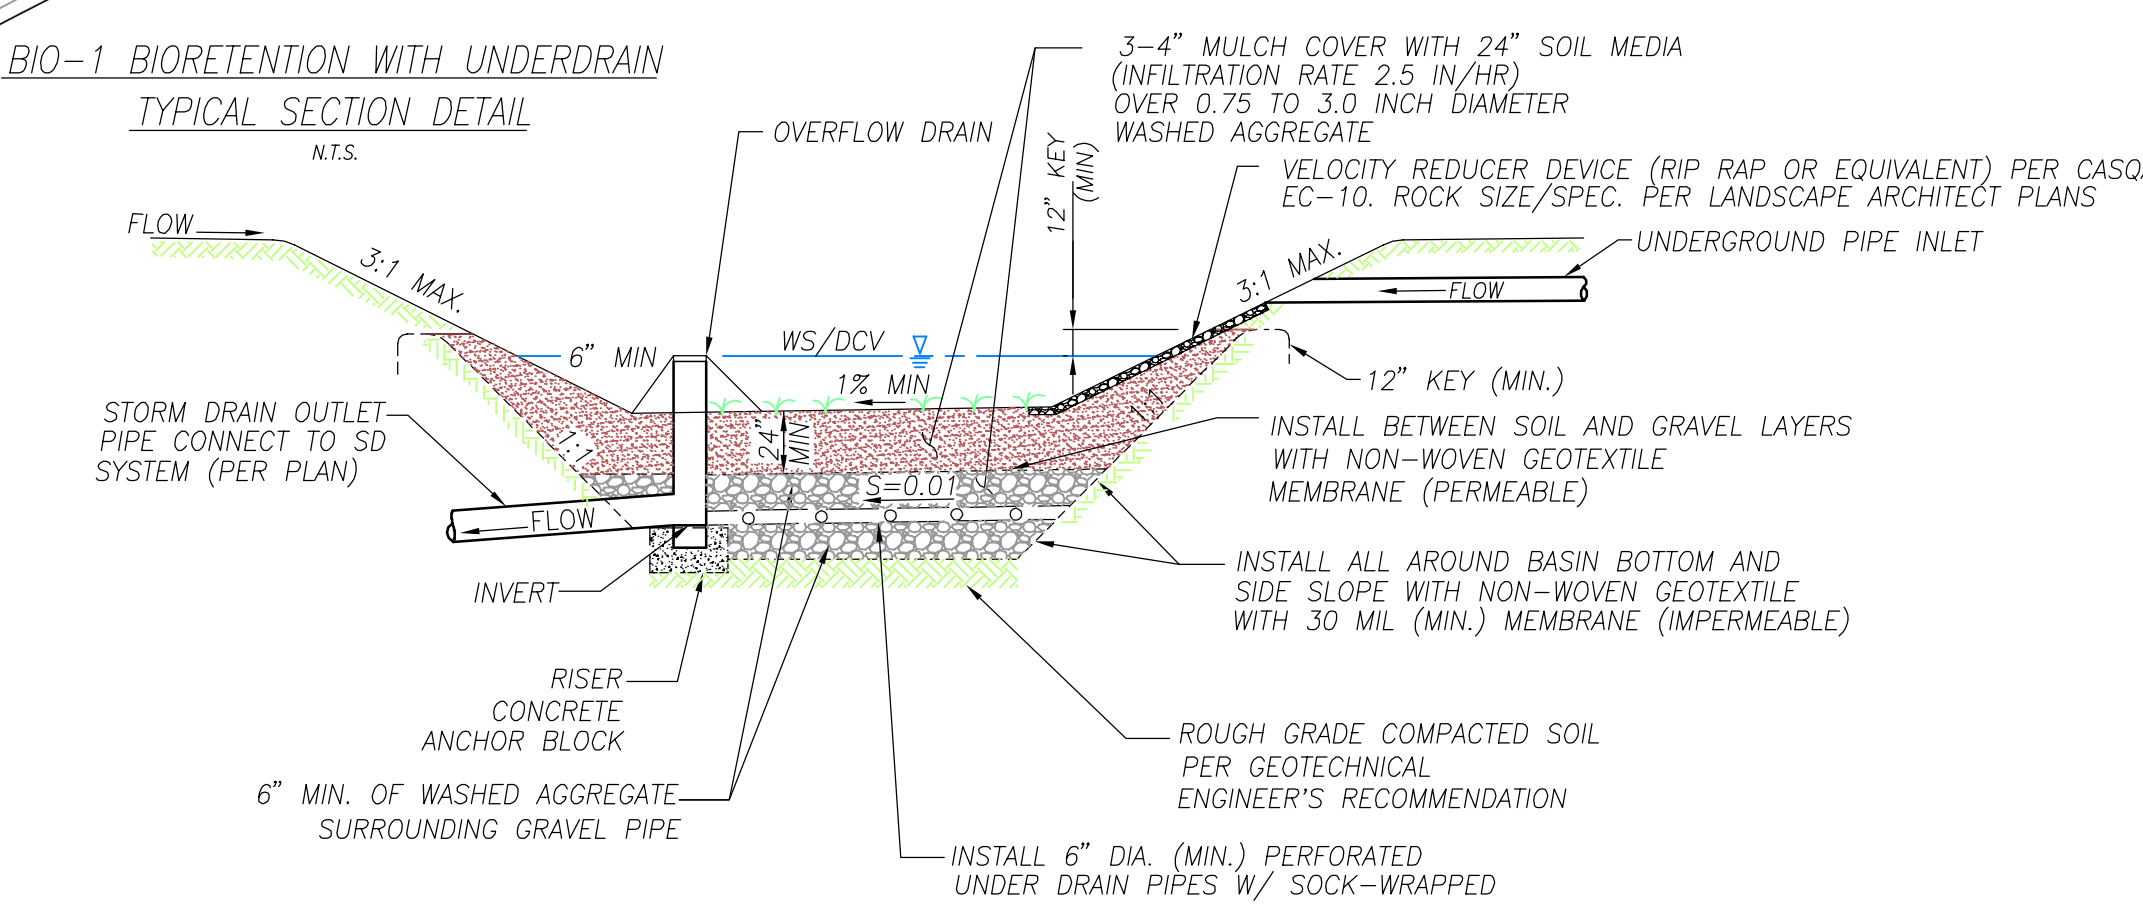 BIO-1 BIORETENTION WITH UNDERDRAIN
TYPICAL SECTION DETAIL
N.T.S.
3-4" MULCH COVER WITH 24" SOIL MEDIA
(INFILTRATION RATE 2.5 IN/HR)
OVER 0.75 TO 3.0 INCH DIAMETER
WASHED AGGREGATE
OVERFLOW DRAIN
12" KEY
(MIN)
VELOCITY REDUCER DEVICE (RIP RAP OR EQUIVALENT) PER CASQA
EC-10. ROCK SIZE/SPEC. PER LANDSCAPE ARCHITECT PLANS
FLOW
3:1 MAX.
3:1 MAX.
UNDERGROUND PIPE INLET
FLOW
6" MIN
WS/DCV
1% MIN
12" KEY (MIN.)
STORM DRAIN OUTLET
PIPE CONNECT TO SD
SYSTEM (PER PLAN)
1:1
24"
MIN
1:1
INSTALL BETWEEN SOIL AND GRAVEL LAYERS
WITH NON-WOVEN GEOTEXTILE
MEMBRANE (PERMEABLE)
S=0.01
FLOW
INVERT
INSTALL ALL AROUND BASIN BOTTOM AND
SIDE SLOPE WITH NON-WOVEN GEOTEXTILE
WITH 30 MIL (MIN.) MEMBRANE (IMPERMEABLE)
RISER
CONCRETE
ANCHOR BLOCK
ROUGH GRADE COMPACTED SOIL
PER GEOTECHNICAL
ENGINEER'S RECOMMENDATION
6" MIN. OF WASHED AGGREGATE
SURROUNDING GRAVEL PIPE
INSTALL 6" DIA. (MIN.) PERFORATED
UNDER DRAIN PIPES W/ SOCK-WRAPPED